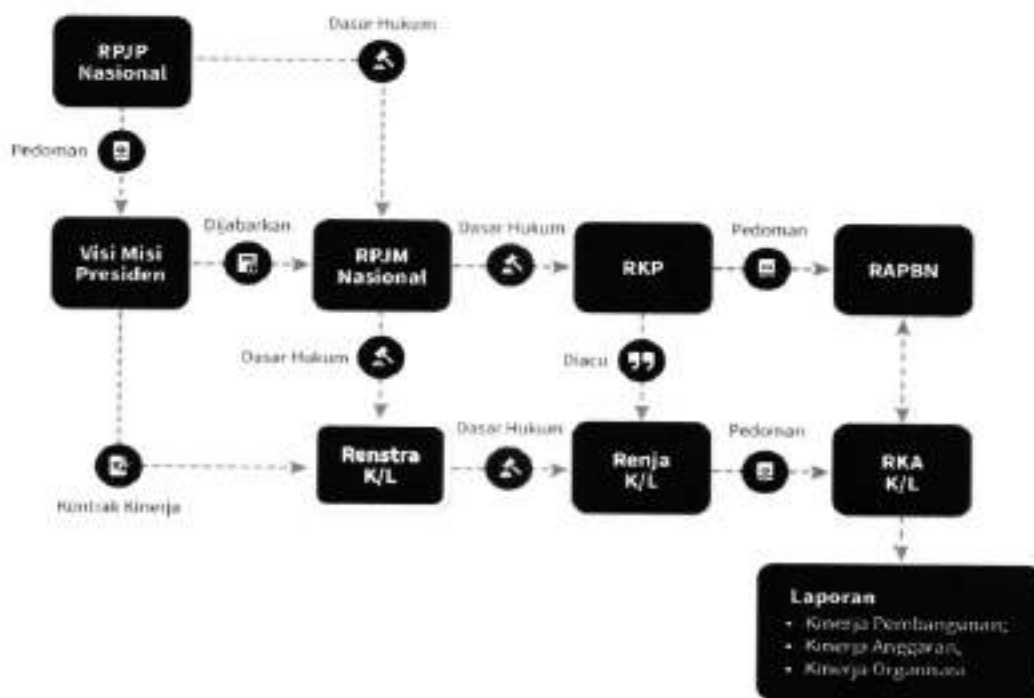 Dasar Hukum
RPJP
Nasional
Pedoman
Visi Misi
Presiden
Dijabarkan
RPJM
Nasional
Dasar Hukum
RKP
Pedoman
RAPBN
Dasar Hukum
Diacu
Kontrak Kinerja
Renstra
K/L
Dasar Hukum
Renja
K/L
Pedoman
RKA
K/L
Laporan
• Kinerja Pembangunan,
• Kinerja Anggaran,
• Kinerja Organisasi